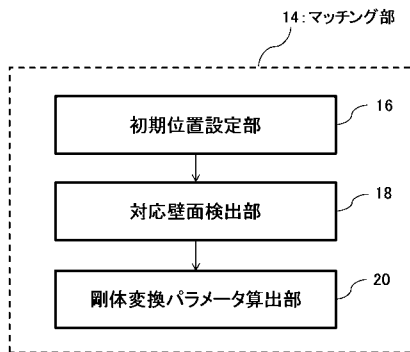 14:マッチング部
初期位置設定部
16
対応壁面検出部
18
剛体変換パラメータ算出部
20